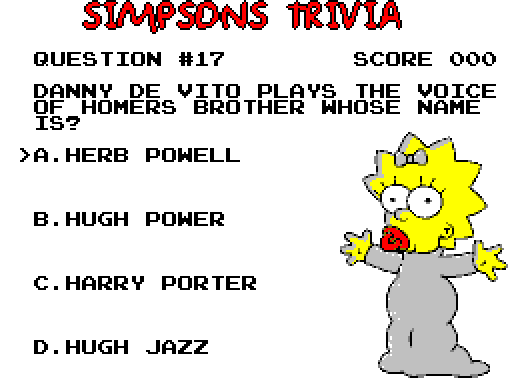 SIMPSONS TRIVIA
QUESTION #17 SCORE 000
DANNY DE VITO PLAYS THE VOICE
OF HOMERS BROTHER WHOSE NAME
IS?
>A.HERB POWELL
B.HUGH POWER
C.HARRY PORTER
D.HUGH JAZZ